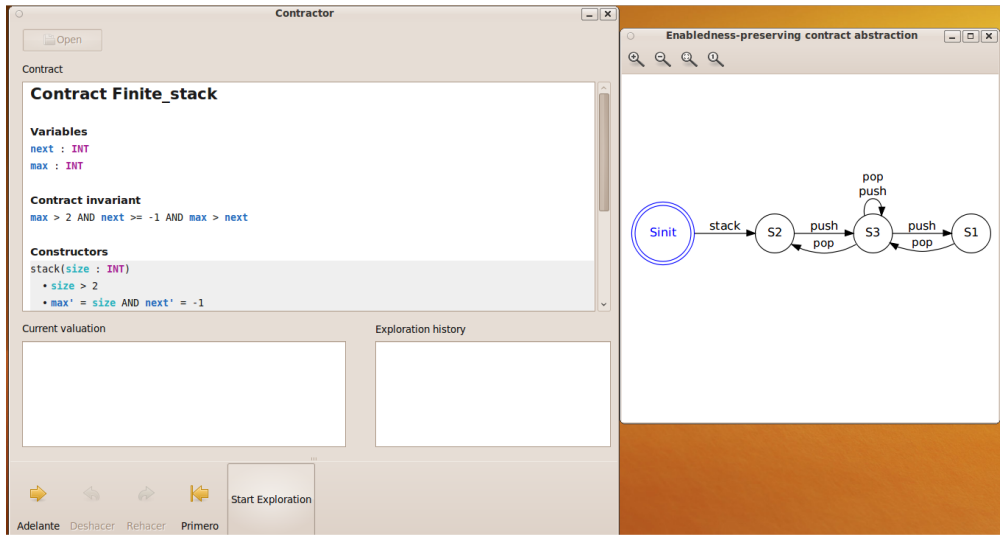 Contractor
Open
Contract
Contract Finite_stack
Variables
next : INT
max : INT
Contract invariant
max > 2 AND next >= -1 AND max > next
Constructors
stack(size : INT)
• size > 2
• max' = size AND next' = -1
Current valuation
Exploration history
Adelante
Deshacer
Rehacer
Primero
Start Exploration
Enabledness-preserving contract abstraction
pop
push
Sinit
stack
S2
push
pop
S3
push
pop
S1